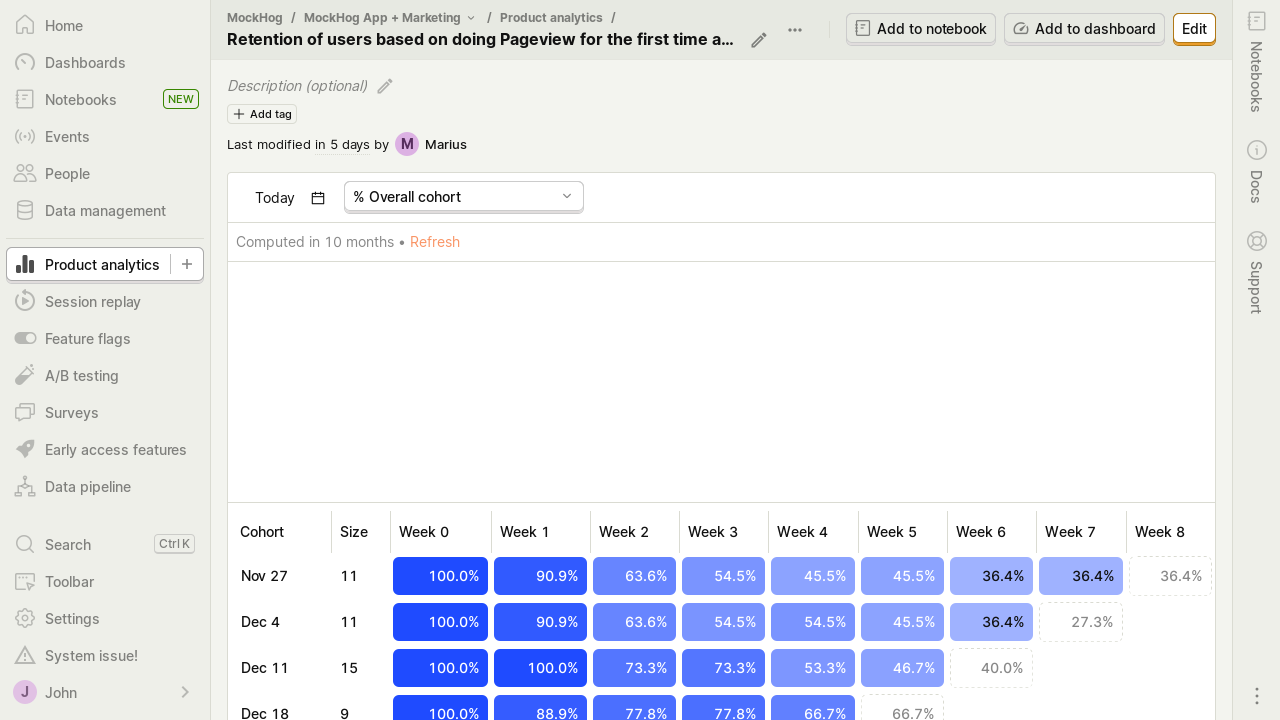 Home
Dashboards
Notebooks NEW
Events
People
Data management
Product analytics
Session replay
Feature flags
A/B testing
Surveys
Early access features
Data pipeline
Search Ctrl K
Toolbar
Settings
System issue!
J John
MockHog / MockHog App + Marketing / Product analytics /
Retention of users based on doing Pageview for the first time a...
Add to notebook
Add to dashboard
Edit
Description (optional)
Add tag
Last modified in 5 days by M Marius
Today
% Overall cohort
Computed in 10 months • Refresh
Cohort Size Week 0 Week 1 Week 2 Week 3 Week 4 Week 5 Week 6 Week 7 Week 8
Nov 27 11 100.0% 90.9% 63.6% 54.5% 45.5% 45.5% 36.4% 36.4% 36.4%
Dec 4 11 100.0% 90.9% 63.6% 54.5% 54.5% 45.5% 36.4% 27.3%
Dec 11 15 100.0% 100.0% 73.3% 73.3% 53.3% 46.7% 40.0%
Dec 18 9 100.0% 88.9% 77.8% 77.8% 66.7% 66.7%
Notebooks
Docs
Support